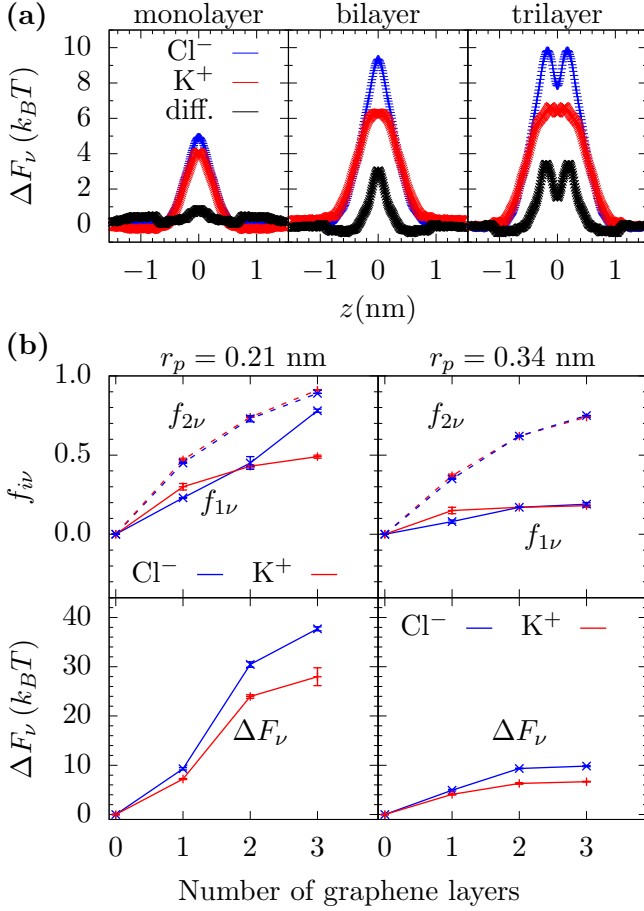 (a) monolayer bilayer trilayer
Cl⁻
K⁺
diff.
ΔF_ν (k_BT)
10
8
6
4
2
0
−1 0 1 −1 0 1 −1 0 1
z(nm)
(b)
r_p = 0.21 nm r_p = 0.34 nm
1.0
0.5
0.0
f_iν
f_2ν
f_1ν
Cl⁻ K⁺
f_2ν
f_1ν
40
30
20
10
0
ΔF_ν (k_BT)
ΔF_ν
Cl⁻ K⁺
ΔF_ν
0 1 2 3 0 1 2 3
Number of graphene layers